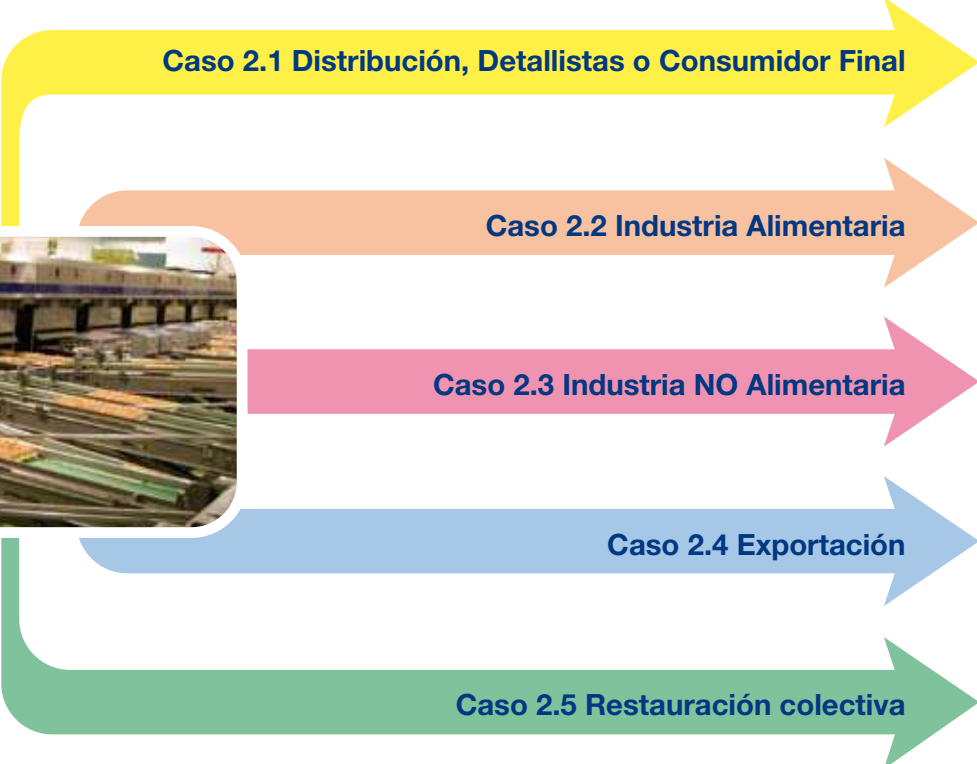 Caso 2.1 Distribución, Detallistas o Consumidor Final
Caso 2.2 Industria Alimentaria
Caso 2.3 Industria NO Alimentaria
Caso 2.4 Exportación
Caso 2.5 Restauración colectiva